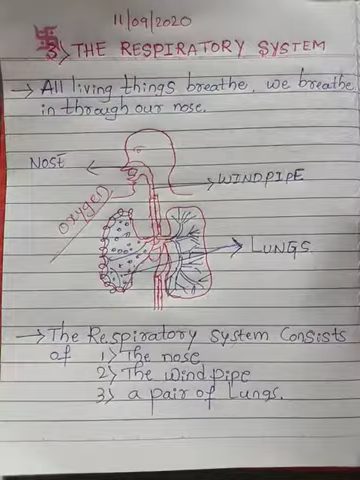 11/09/2020
3) THE RESPIRATORY SYSTEM
→ All living things breathe, we breathe
in through our nose.
NOSE
WINDPIPE
oxygen
LUNGS
→ The Respiratory System Consists
of 1) The nose
2) The wind pipe
3) a pair of Lungs.